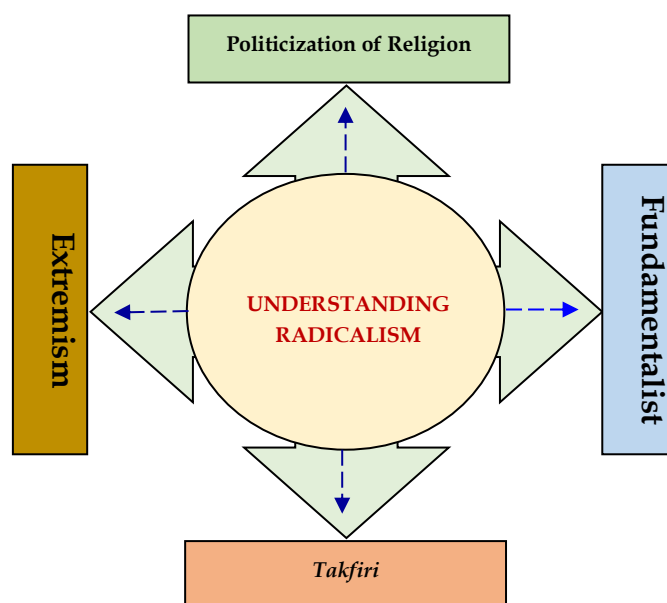 Politicization of Religion
Extremism
UNDERSTANDING
RADICALISM
Fundamentalist
Takfiri